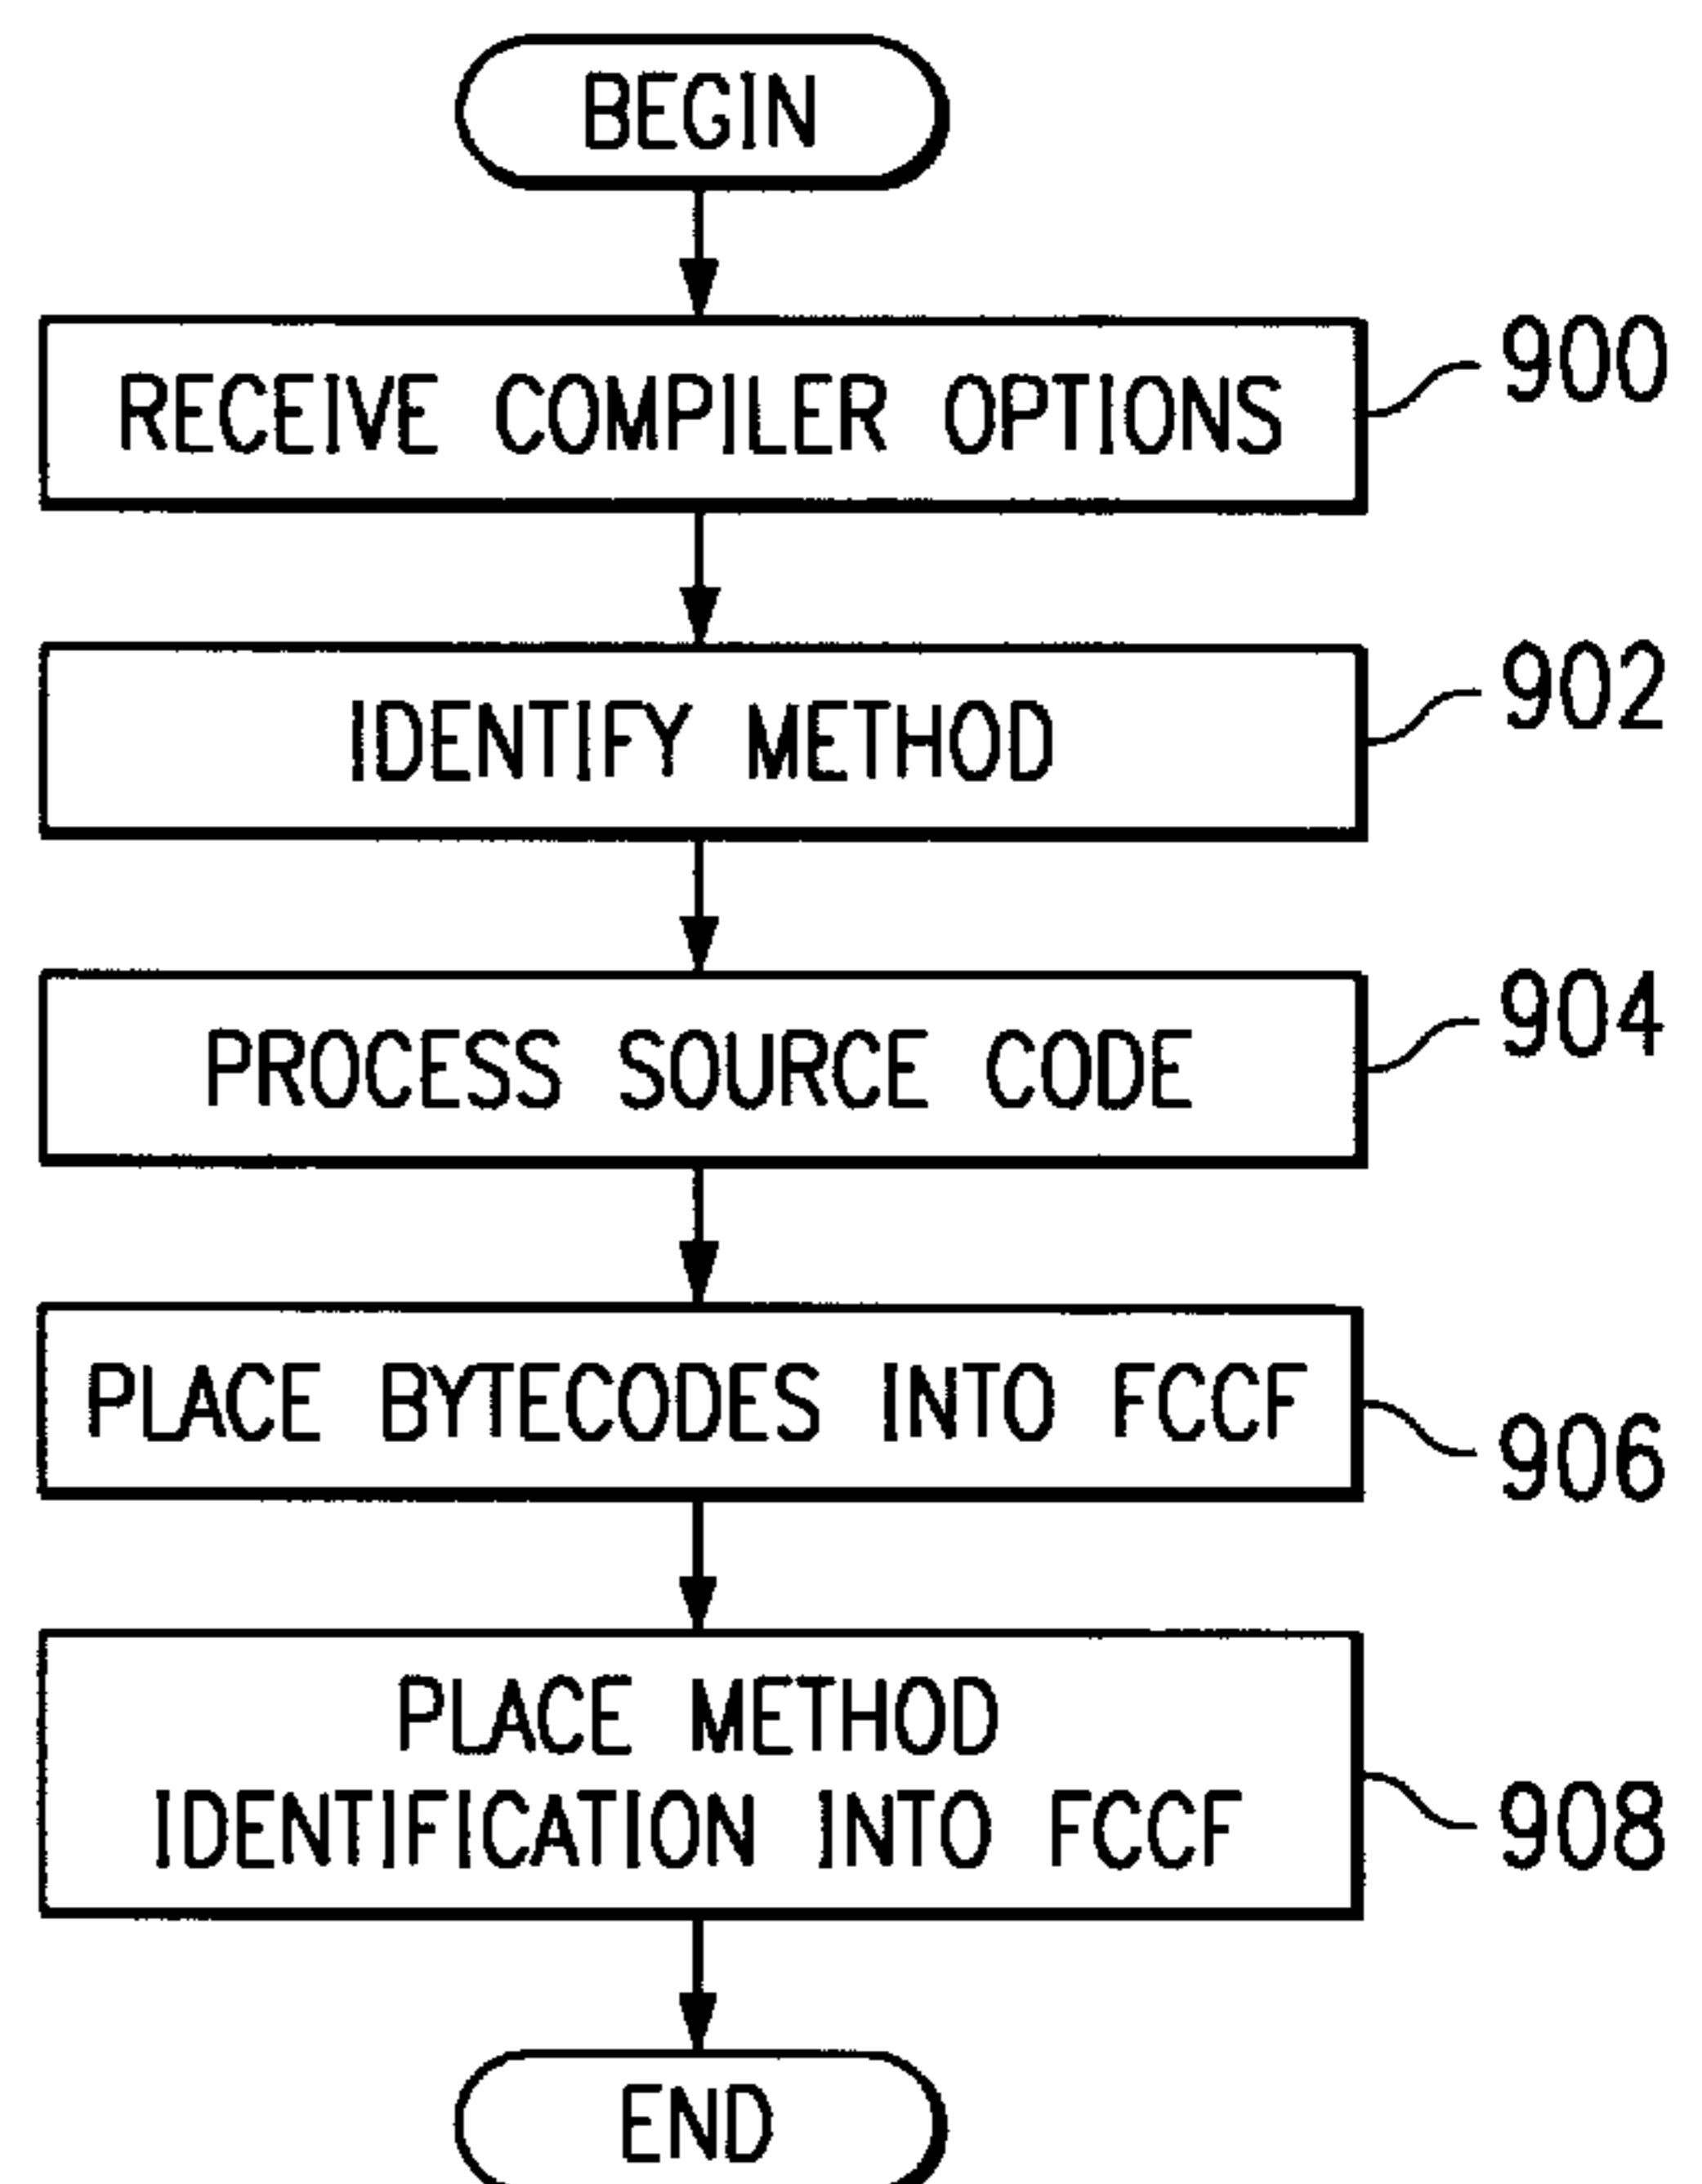 BEGIN
RECEIVE COMPILER OPTIONS
900
IDENTIFY METHOD
902
PROCESS SOURCE CODE
904
PLACE BYTECODES INTO FCCF
906
PLACE METHOD
IDENTIFICATION INTO FCCF
908
END